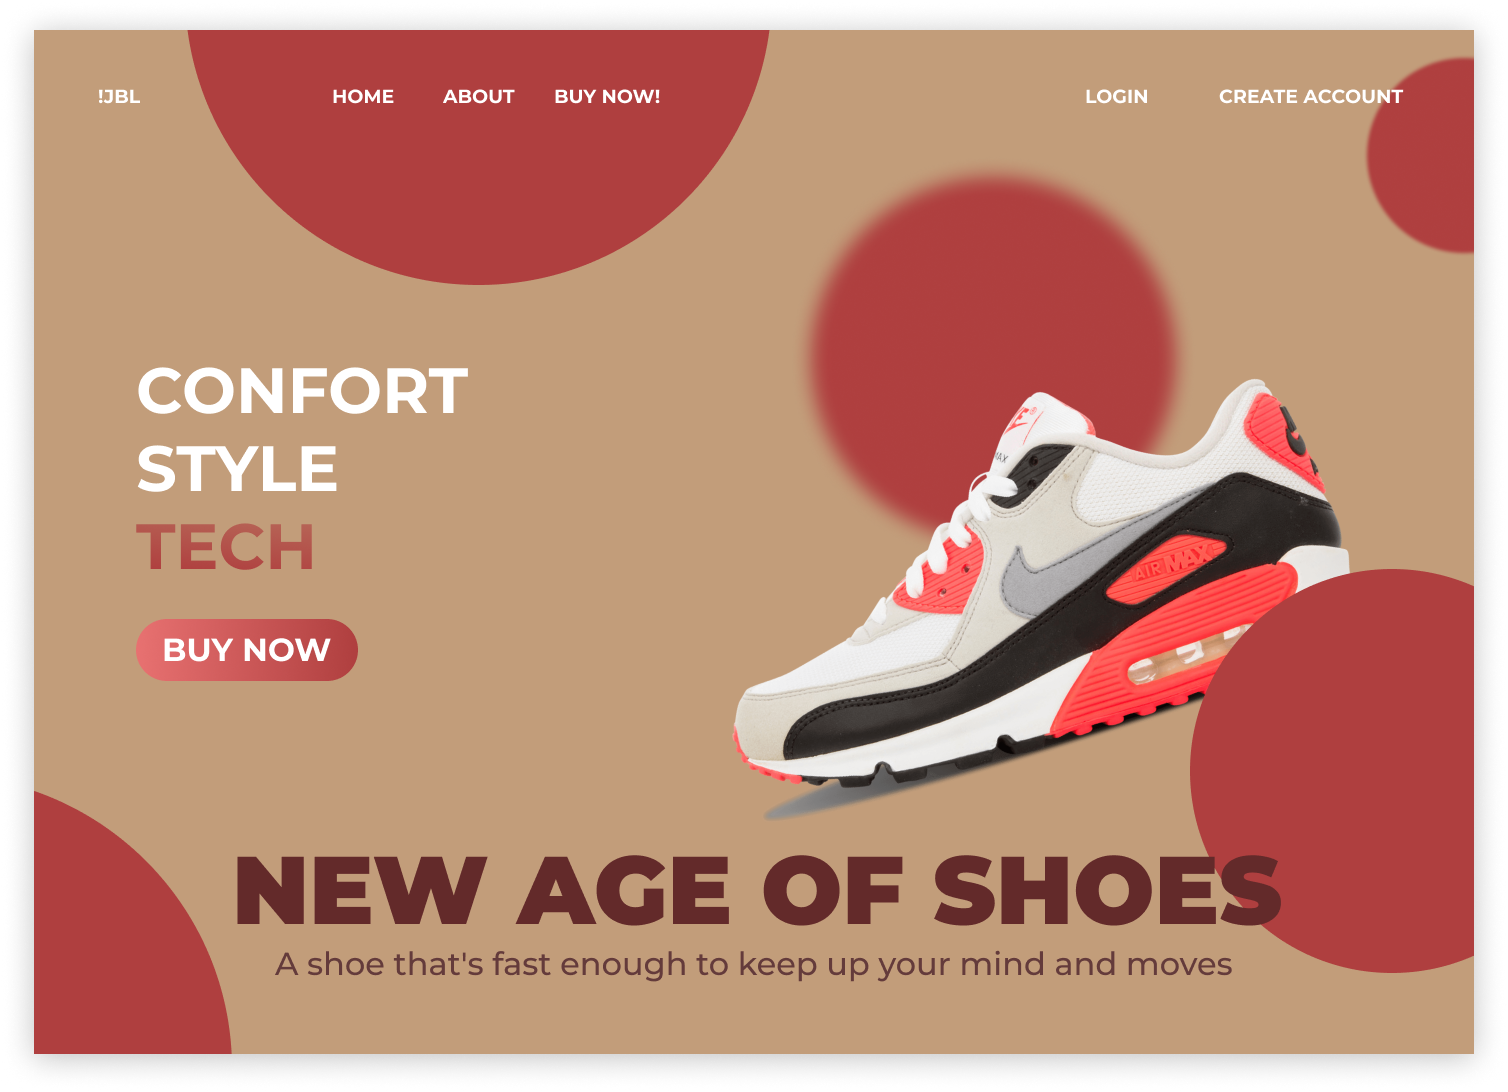 !JBL HOME ABOUT BUY NOW! LOGIN CREATE ACCOUNT
CONFORT
STYLE
TECH
BUY NOW
MAX
AIR MAX
NEW AGE OF SHOES
A shoe that's fast enough to keep up your mind and moves